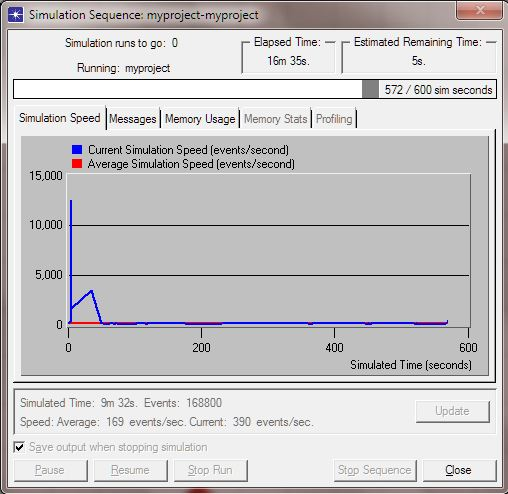 Simulation Sequence: myproject-myproject
Simulation runs to go: 0
Running: myproject
Elapsed Time:
16m 35s.
Estimated Remaining Time:
5s.
572 / 600 sim seconds
Simulation Speed
Messages
Memory Usage
Memory Stats
Profiling
Current Simulation Speed (events/second)
Average Simulation Speed (events/second)
15,000
10,000
5,000
0
0 200 400 600
Simulated Time (seconds)
Simulated Time: 9m 32s. Events: 168800
Speed: Average: 169 events/sec. Current: 390 events/sec.
Update
Save output when stopping simulation
Pause
Resume
Stop Run
Stop Sequence
Close